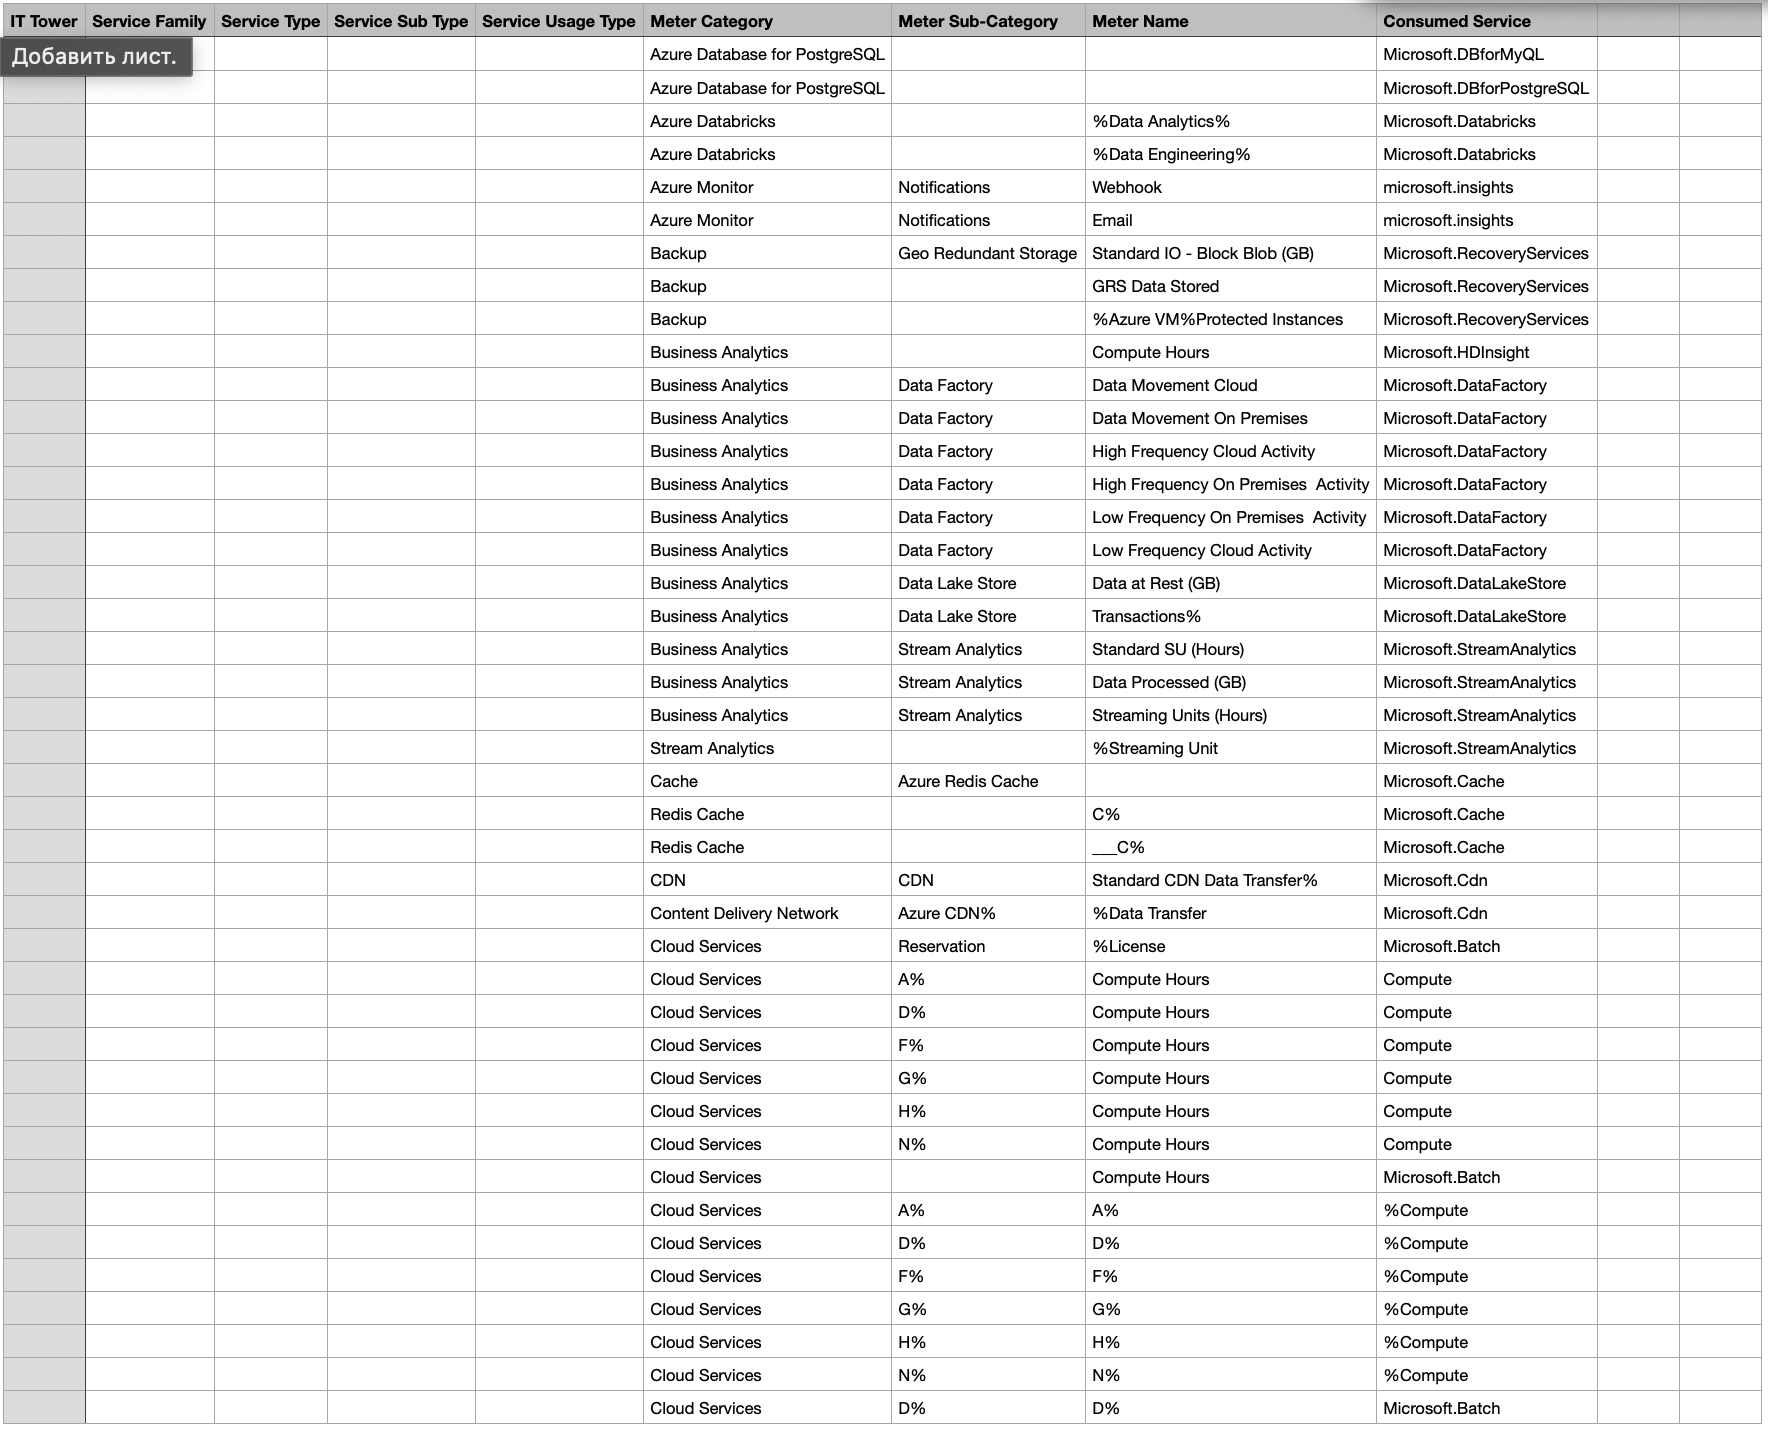 IT Tower Service Family Service Type Service Sub Type Service Usage Type Meter Category Meter Sub-Category Meter Name Consumed Service
Добавить лист.
Azure Database for PostgreSQL Microsoft.DBforMyQL
Azure Database for PostgreSQL Microsoft.DBforPostgreSQL
Azure Databricks %Data Analytics% Microsoft.Databricks
Azure Databricks %Data Engineering% Microsoft.Databricks
Azure Monitor Notifications Webhook microsoft.insights
Azure Monitor Notifications Email microsoft.insights
Backup Geo Redundant Storage Standard IO - Block Blob (GB) Microsoft.RecoveryServices
Backup GRS Data Stored Microsoft.RecoveryServices
Backup %Azure VM%Protected Instances Microsoft.RecoveryServices
Business Analytics Compute Hours Microsoft.HDInsight
Business Analytics Data Factory Data Movement Cloud Microsoft.DataFactory
Business Analytics Data Factory Data Movement On Premises Microsoft.DataFactory
Business Analytics Data Factory High Frequency Cloud Activity Microsoft.DataFactory
Business Analytics Data Factory High Frequency On Premises  Activity Microsoft.DataFactory
Business Analytics Data Factory Low Frequency On Premises  Activity Microsoft.DataFactory
Business Analytics Data Factory Low Frequency Cloud Activity Microsoft.DataFactory
Business Analytics Data Lake Store Data at Rest (GB) Microsoft.DataLakeStore
Business Analytics Data Lake Store Transactions% Microsoft.DataLakeStore
Business Analytics Stream Analytics Standard SU (Hours) Microsoft.StreamAnalytics
Business Analytics Stream Analytics Data Processed (GB) Microsoft.StreamAnalytics
Business Analytics Stream Analytics Streaming Units (Hours) Microsoft.StreamAnalytics
Stream Analytics %Streaming Unit Microsoft.StreamAnalytics
Cache Azure Redis Cache Microsoft.Cache
Redis Cache C% Microsoft.Cache
Redis Cache ___C% Microsoft.Cache
CDN CDN Standard CDN Data Transfer% Microsoft.Cdn
Content Delivery Network Azure CDN% %Data Transfer Microsoft.Cdn
Cloud Services Reservation %License Microsoft.Batch
Cloud Services A% Compute Hours Compute
Cloud Services D% Compute Hours Compute
Cloud Services F% Compute Hours Compute
Cloud Services G% Compute Hours Compute
Cloud Services H% Compute Hours Compute
Cloud Services N% Compute Hours Compute
Cloud Services Compute Hours Microsoft.Batch
Cloud Services A% A% %Compute
Cloud Services D% D% %Compute
Cloud Services F% F% %Compute
Cloud Services G% G% %Compute
Cloud Services H% H% %Compute
Cloud Services N% N% %Compute
Cloud Services D% D% Microsoft.Batch